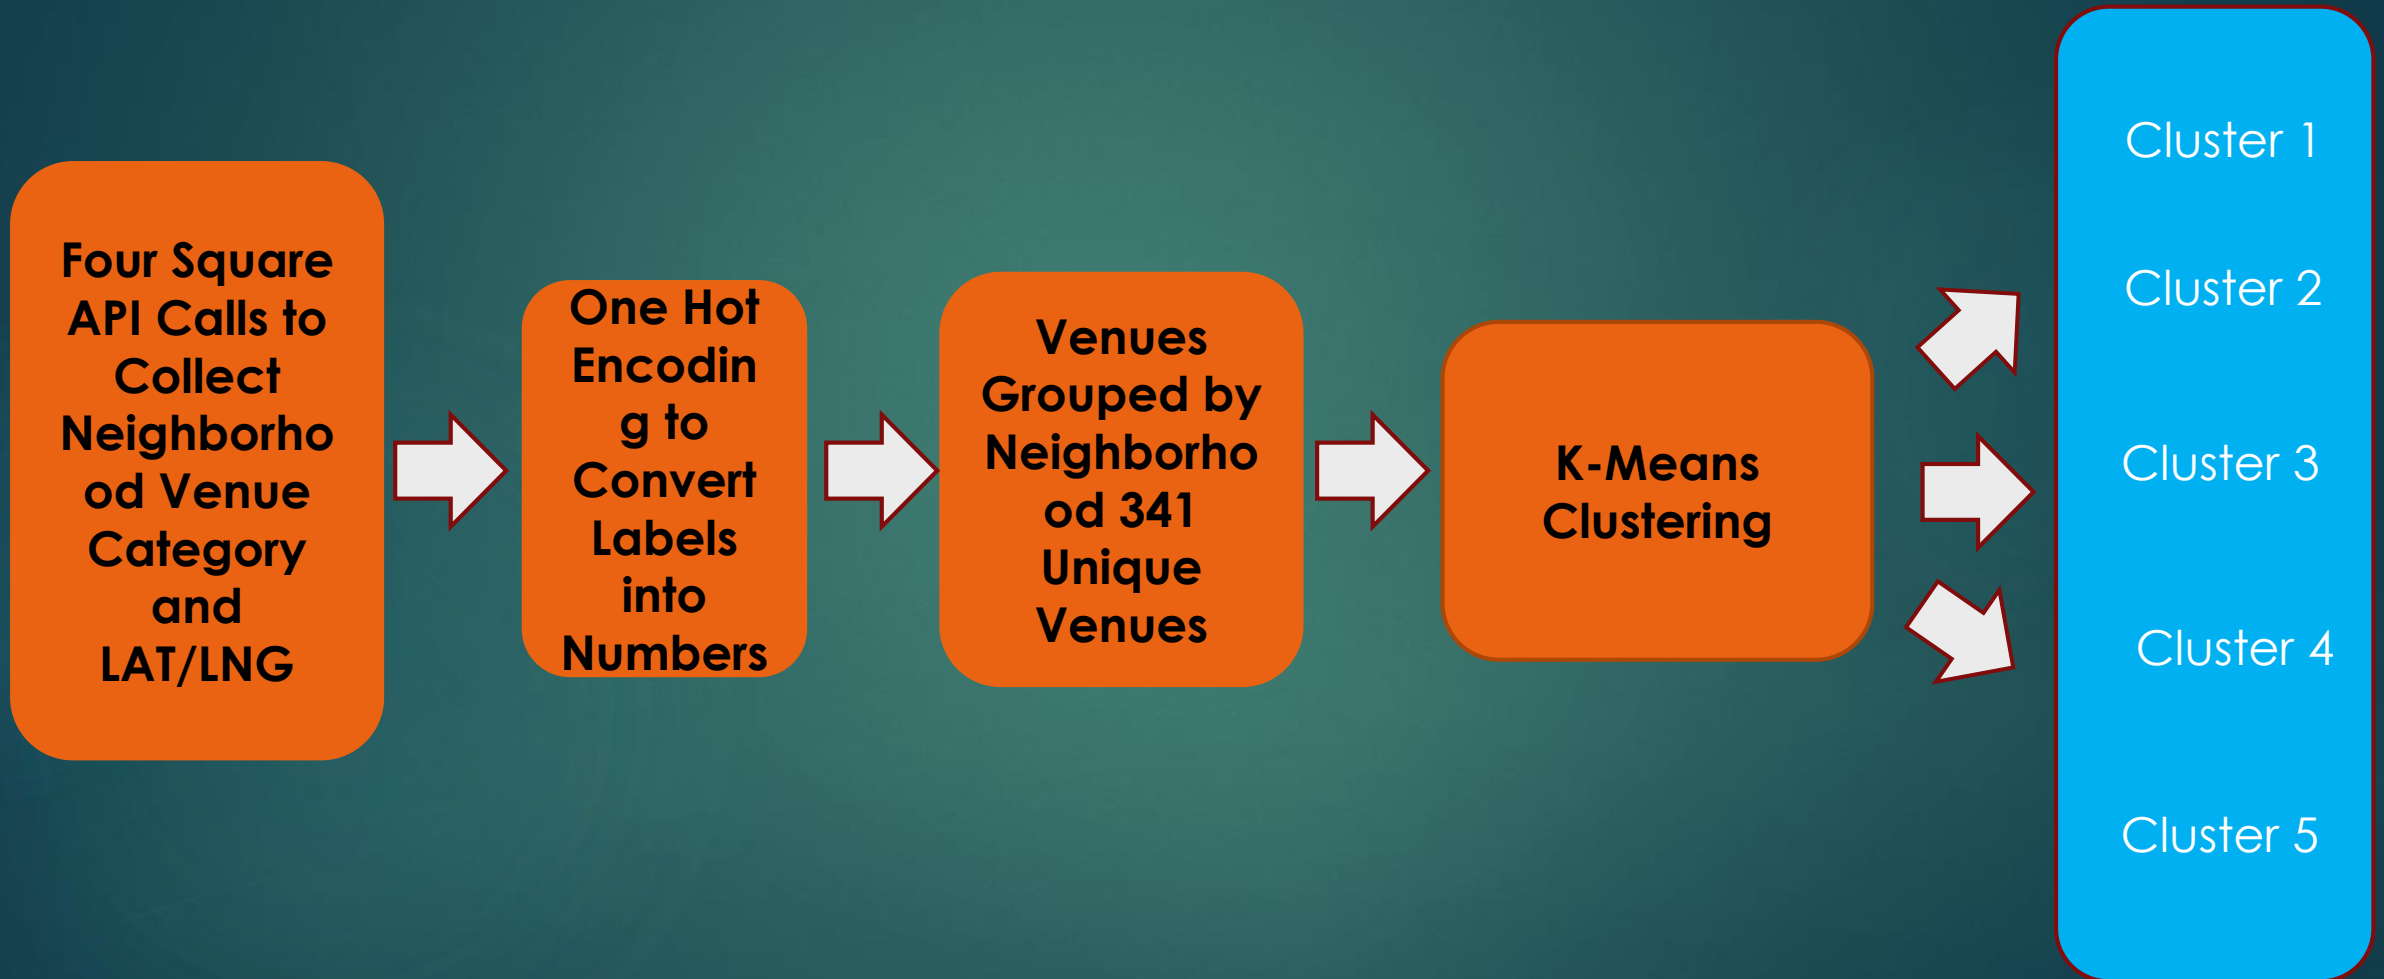 Four Square
API Calls to
Collect
Neighborho
od Venue
Category
and
LAT/LNG
One Hot
Encodin
g to
Convert
Labels
into
Numbers
Venues
Grouped by
Neighborho
od 341
Unique
Venues
K-Means
Clustering
Cluster 1
Cluster 2
Cluster 3
Cluster 4
Cluster 5